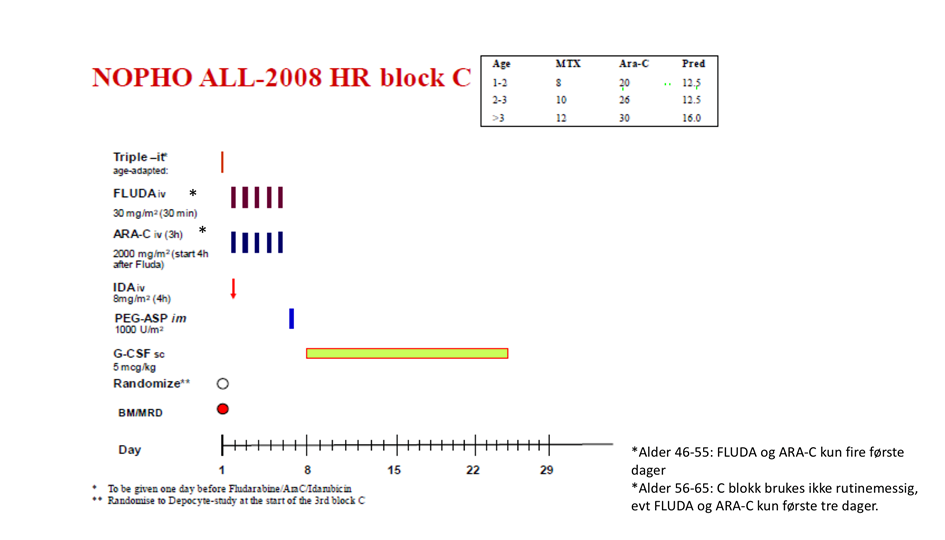 NOPHO ALL-2008 HR block C
Age MTX Ara-C Pred
1-2 8 20 12.5
2-3 10 26 12.5
>3 12 30 16.0
Triple –it*
age-adapted:
FLUDA iv *
30 mg/m² (30 min)
ARA-C iv (3h) *
2000 mg/m² (start 4h
after Fluda)
IDA iv
8mg/m² (4h)
PEG-ASP im
1000 U/m²
G-CSF sc
5 mcg/kg
Randomize**
BM/MRD
Day
1 8 15 22 29
* To be given one day before Fludarabine/AraC/Idarubicin
** Randomise to Depocyte-study at the start of the 3rd block C
*Alder 46-55: FLUDA og ARA-C kun fire første
dager
*Alder 56-65: C blokk brukes ikke rutinemessig,
evt FLUDA og ARA-C kun første tre dager.